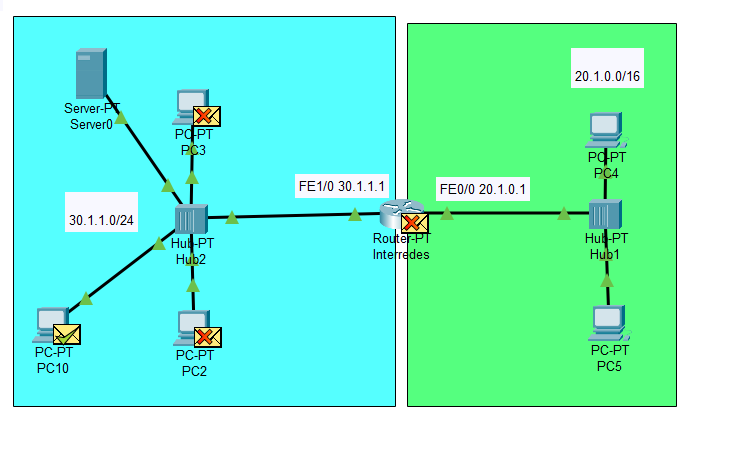 Server-PT
Server0
PC-PT
PC3
30.1.1.0/24
Hub-PT
Hub2
PC-PT
PC10
PC-PT
PC2
FE1/0 30.1.1.1
Router-PT
Interredes
FE0/0 20.1.0.1
20.1.0.0/16
PC-PT
PC4
Hub-PT
Hub1
PC-PT
PC5